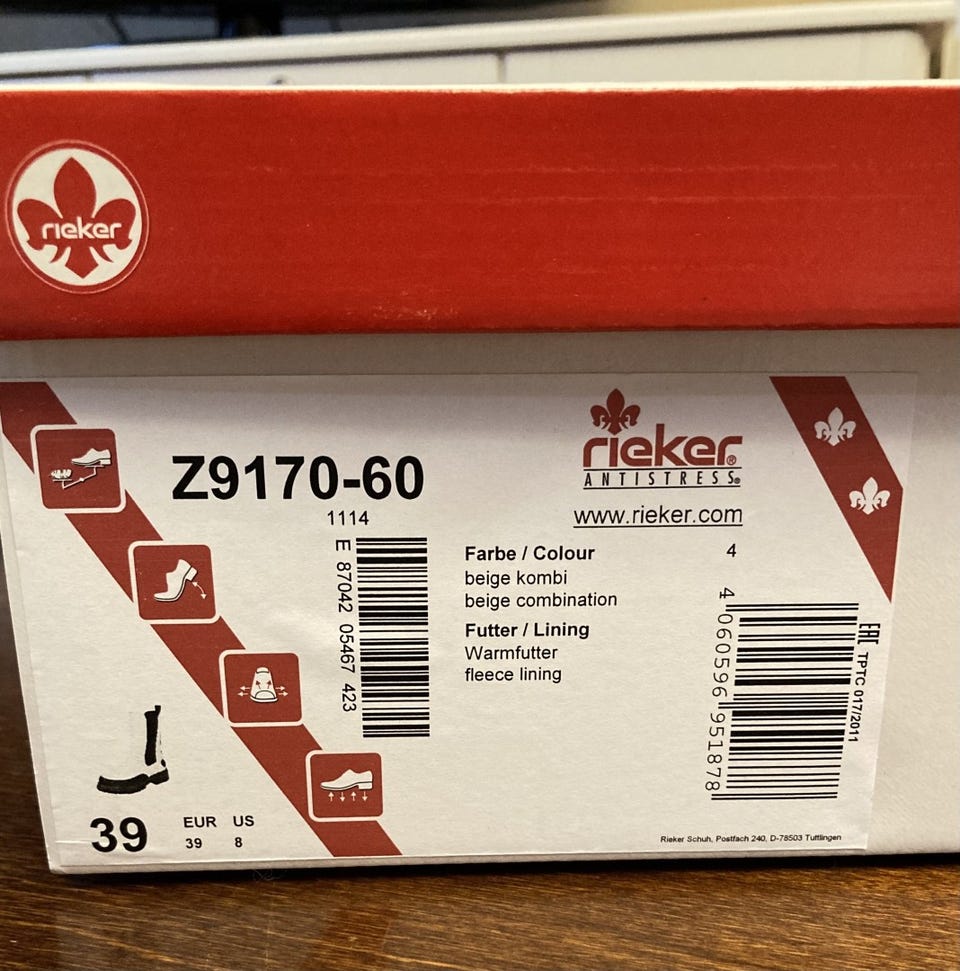 rieker
Z9170-60
1114
E 87042 05467 423
rieker®
ANTISTRESS®
www.rieker.com
Farbe / Colour
beige kombi
beige combination
Futter / Lining
Warmfutter
fleece lining
4
4 060596 951878
EAC TPTC 017/2011
39
EUR US
39 8
Rieker Schuh, Postfach 240, D-78503 Tuttlingen